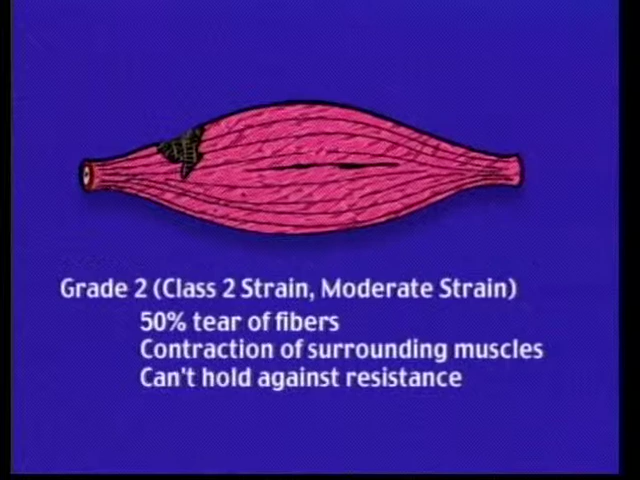 Grade 2 (Class 2 Strain, Moderate Strain)
50% tear of fibers
Contraction of surrounding muscles
Can't hold against resistance